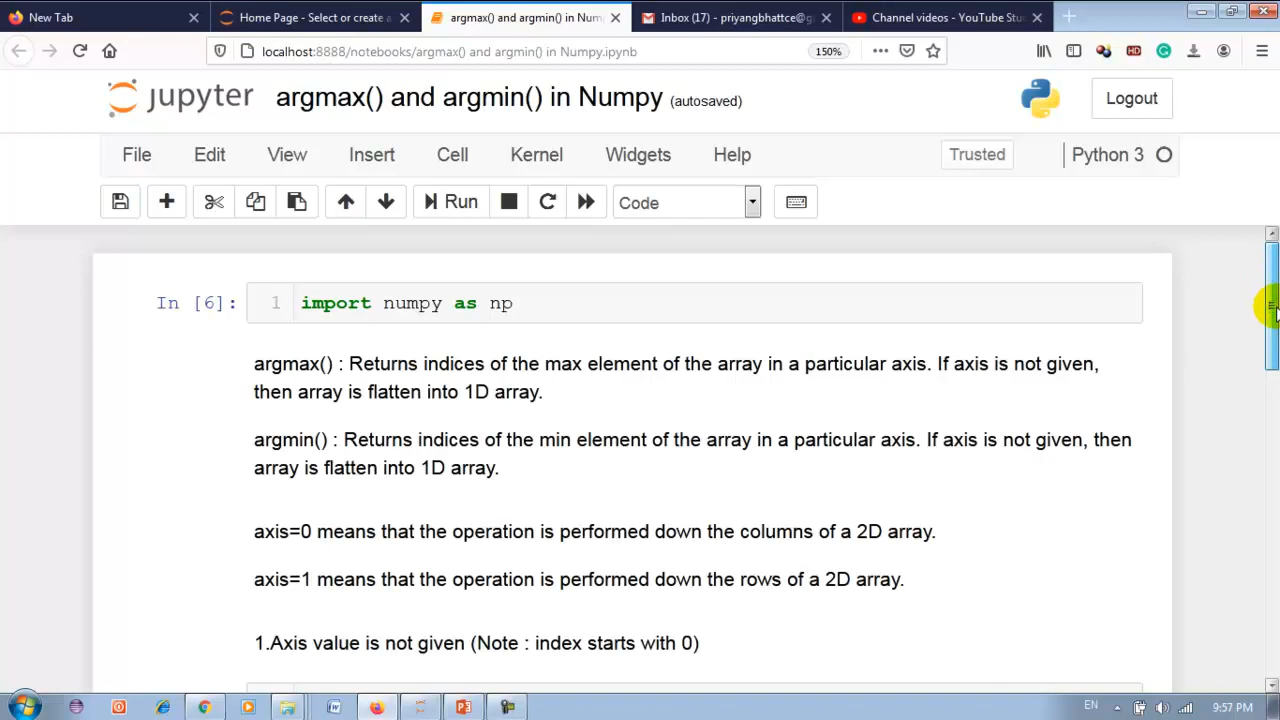 New Tab
Home Page - Select or create a
argmax() and argmin() in Num
Inbox (17) - priyangbhattce@g
Channel videos - YouTube Stu
localhost:8888/notebooks/argmax() and argmin() in Numpy.ipynb
150%
HD
jupyter argmax() and argmin() in Numpy (autosaved)
Logout
File Edit View Insert Cell Kernel Widgets Help
Trusted
Python 3
Run
Code
In [6]: 1 import numpy as np
argmax() : Returns indices of the max element of the array in a particular axis. If axis is not given,
then array is flatten into 1D array.
argmin() : Returns indices of the min element of the array in a particular axis. If axis is not given, then
array is flatten into 1D array.
axis=0 means that the operation is performed down the columns of a 2D array.
axis=1 means that the operation is performed down the rows of a 2D array.
1.Axis value is not given (Note : index starts with 0)
EN
9:57 PM